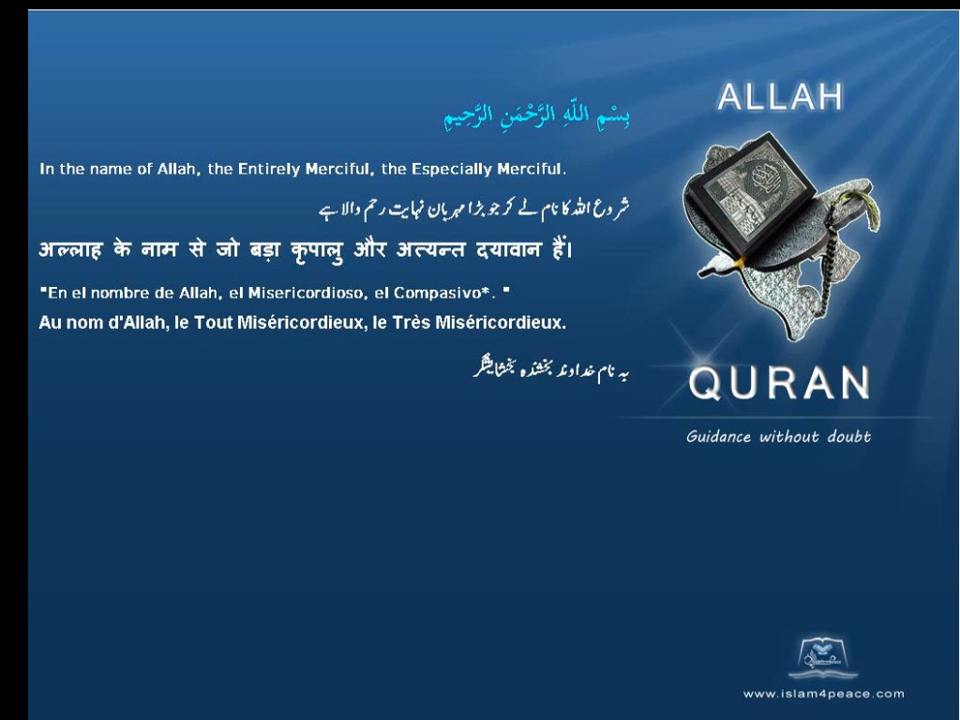 بِسْمِ اللّهِ الرَّحْمَنِ الرَّحِيمِ
In the name of Allah, the Entirely Merciful, the Especially Merciful.
شروع اللہ کا نام لے کر جو بڑا مہربان نہایت رحم والا ہے
अल्लाह के नाम से जो बड़ा कृपालु और अत्यन्त दयावान हैं।
"En el nombre de Allah, el Misericordioso, el Compasivo*. "
Au nom d'Allah, le Tout Miséricordieux, le Très Miséricordieux.
به نام خداوند بخشنده بخشایشگر
ALLAH
QURAN
Guidance without doubt
www.islam4peace.com